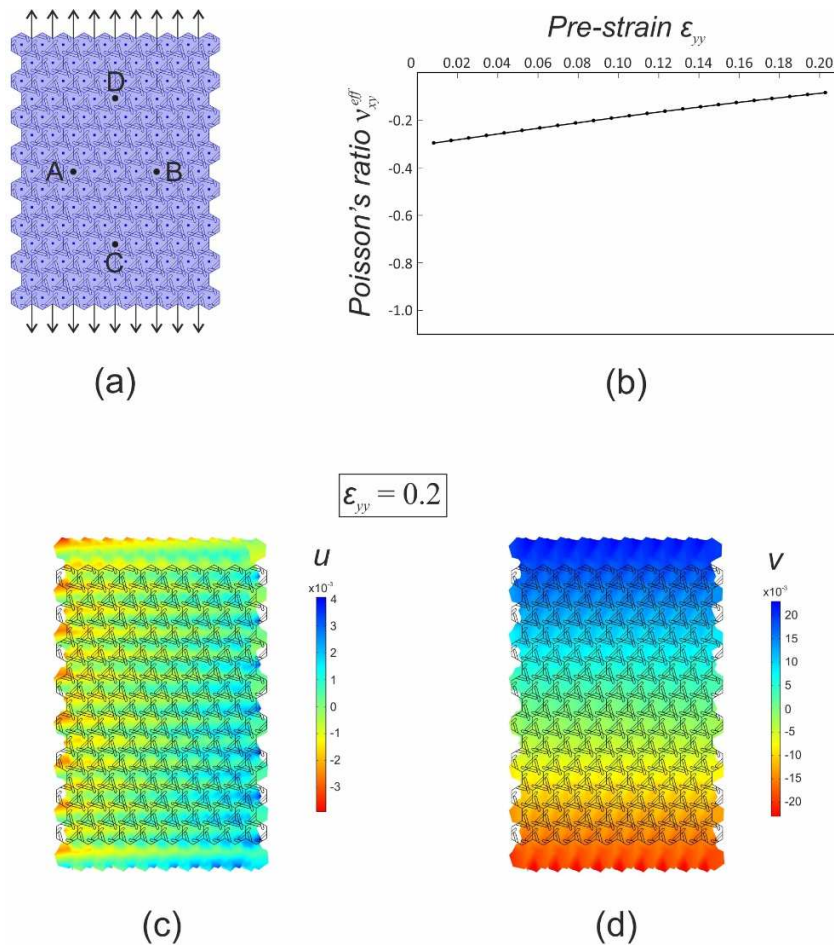 D
A
B
C
(a)
Pre-strain εyy
0 0.02 0.04 0.06 0.08 0.10 0.12 0.14 0.16 0.18 0.20
-0.2
-0.4
-0.6
-0.8
-1.0
Poisson's ratio ν_xy^eff
(b)
εyy = 0.2
u
x10⁻³
4
3
2
1
0
-1
-2
-3
(c)
v
x10⁻³
20
15
10
5
0
-5
-10
-15
-20
(d)